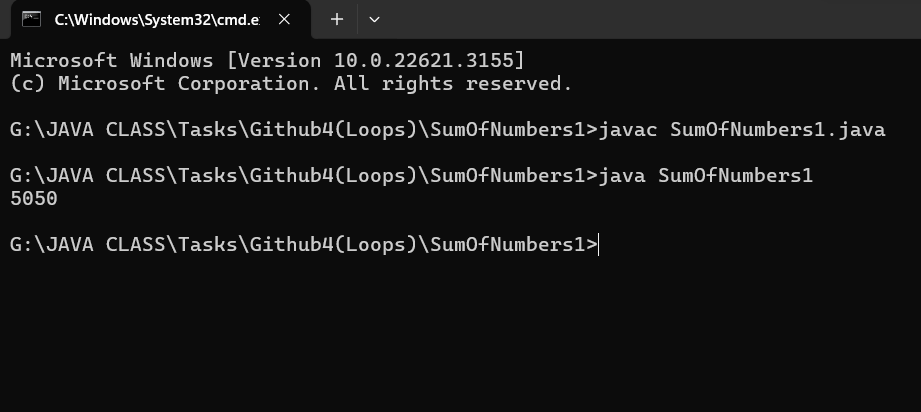 C:\Windows\System32\cmd.e
Microsoft Windows [Version 10.0.22621.3155]
(c) Microsoft Corporation. All rights reserved.
G:\JAVA CLASS\Tasks\Github4(Loops)\SumOfNumbers1>javac SumOfNumbers1.java
G:\JAVA CLASS\Tasks\Github4(Loops)\SumOfNumbers1>java SumOfNumbers1
5050
G:\JAVA CLASS\Tasks\Github4(Loops)\SumOfNumbers1>